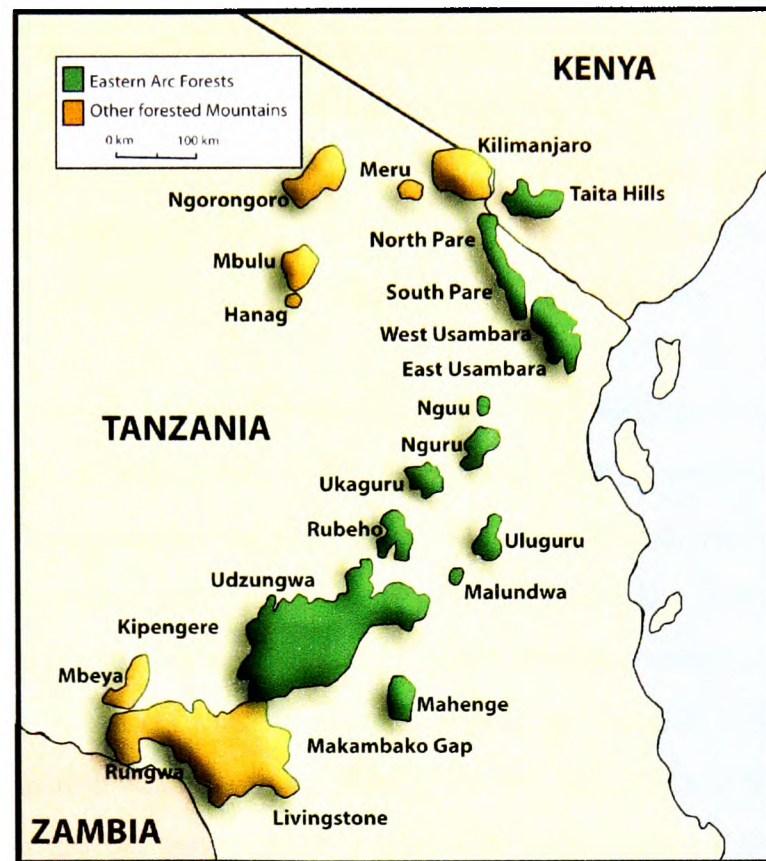 KENYA
Eastern Arc Forests
Other forested Mountains
0 km 100 km
Kilimanjaro
Meru
Ngorongoro
Taita Hills
North Pare
Mbulu
South Pare
Hanag
West Usambara
East Usambara
Nguu
TANZANIA
Nguru
Ukaguru
Rubeho
Uluguru
Udzungwa
Malundwa
Kipengere
Mbeya
Mahenge
Makambako Gap
Rungwa
Livingstone
ZAMBIA